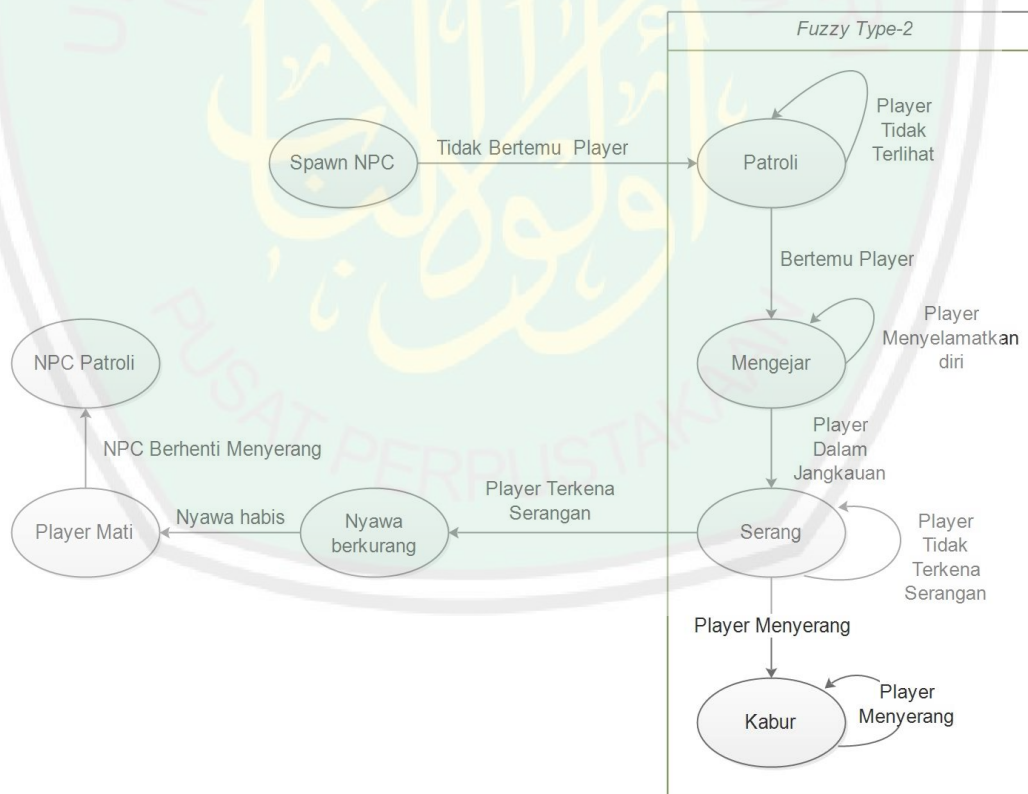 Fuzzy Type-2
Spawn NPC
Tidak Bertemu Player
Patroli
Player
Tidak
Terlihat
Bertemu Player
Mengejar
Player
Menyelamatkan
diri
Player
Dalam
Jangkauan
Serang
Player
Tidak
Terkena
Serangan
Player Terkena
Serangan
Nyawa
berkurang
Nyawa habis
Player Mati
NPC Berhenti Menyerang
NPC Patroli
Player Menyerang
Kabur
Player
Menyerang
PUSAT PERPUSTAKAAN